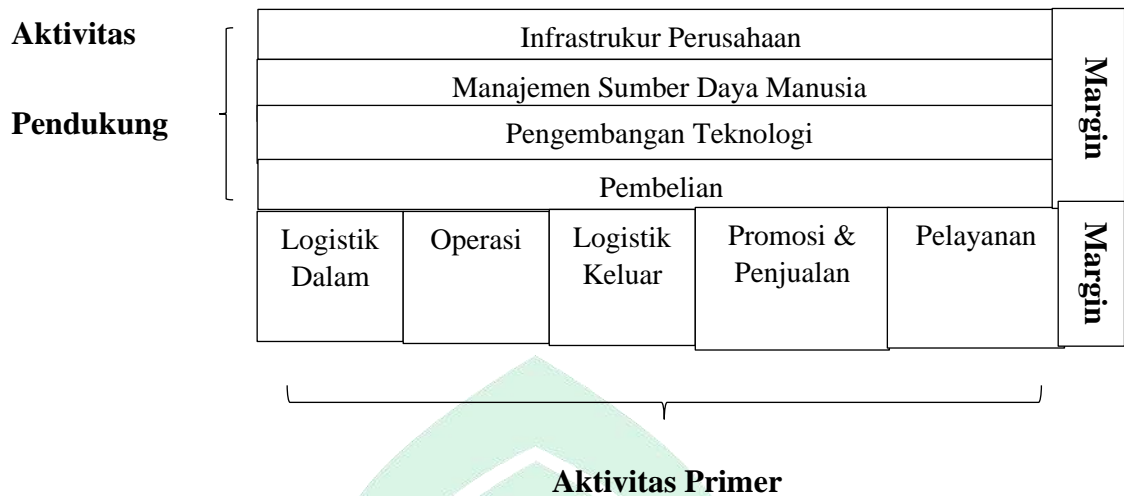 Aktivitas
Pendukung
Infrastrukur Perusahaan
Manajemen Sumber Daya Manusia
Pengembangan Teknologi
Pembelian
Margin
Logistik
Dalam
Operasi
Logistik
Keluar
Promosi &
Penjualan
Pelayanan
Margin
Aktivitas Primer